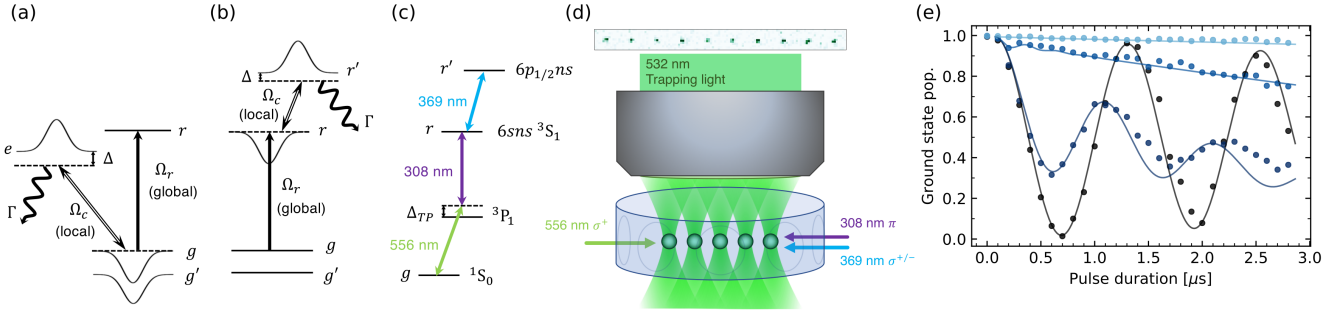 (a)
e
Δ
Γ
Ω_c
(local)
r
Ω_r
(global)
g
g′
(b)
Δ
r′
Ω_c
(local)
Γ
r
Ω_r
(global)
g
g′
(c)
r′
6p_{1/2}ns
369 nm
r
6sns ³S₁
308 nm
Δ_{TP}
³P₁
556 nm
g
¹S₀
(d)
532 nm
Trapping light
556 nm σ⁺
308 nm π
369 nm σ^{+/−}
(e)
Ground state pop.
1.0
0.8
0.6
0.4
0.2
0.0
0.0 0.5 1.0 1.5 2.0 2.5 3.0
Pulse duration [μs]